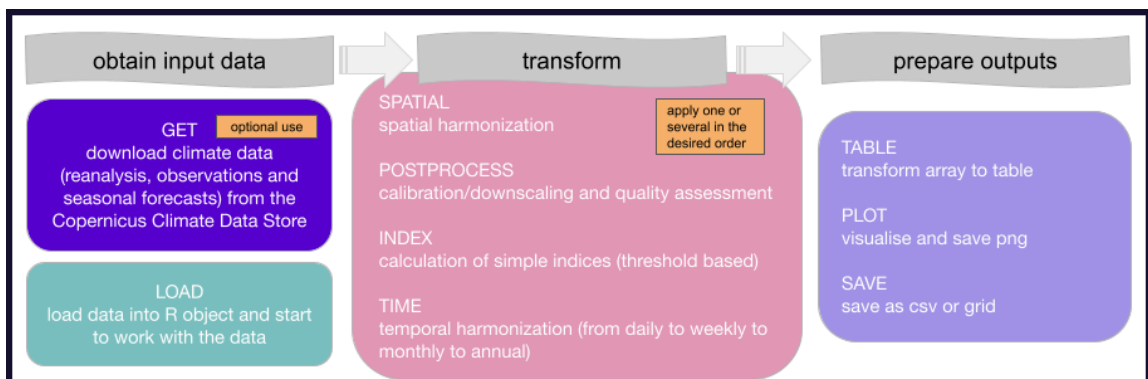 obtain input data
transform
prepare outputs
GET
optional use
download climate data
(reanalysis, observations and
seasonal forecasts) from the
Copernicus Climate Data Store
LOAD
load data into R object and start
to work with the data
SPATIAL
spatial harmonization
apply one or
several in the
desired order
POSTPROCESS
calibration/downscaling and quality assessment
INDEX
calculation of simple indices (threshold based)
TIME
temporal harmonization (from daily to weekly to
monthly to annual)
TABLE
transform array to table
PLOT
visualise and save png
SAVE
save as csv or grid